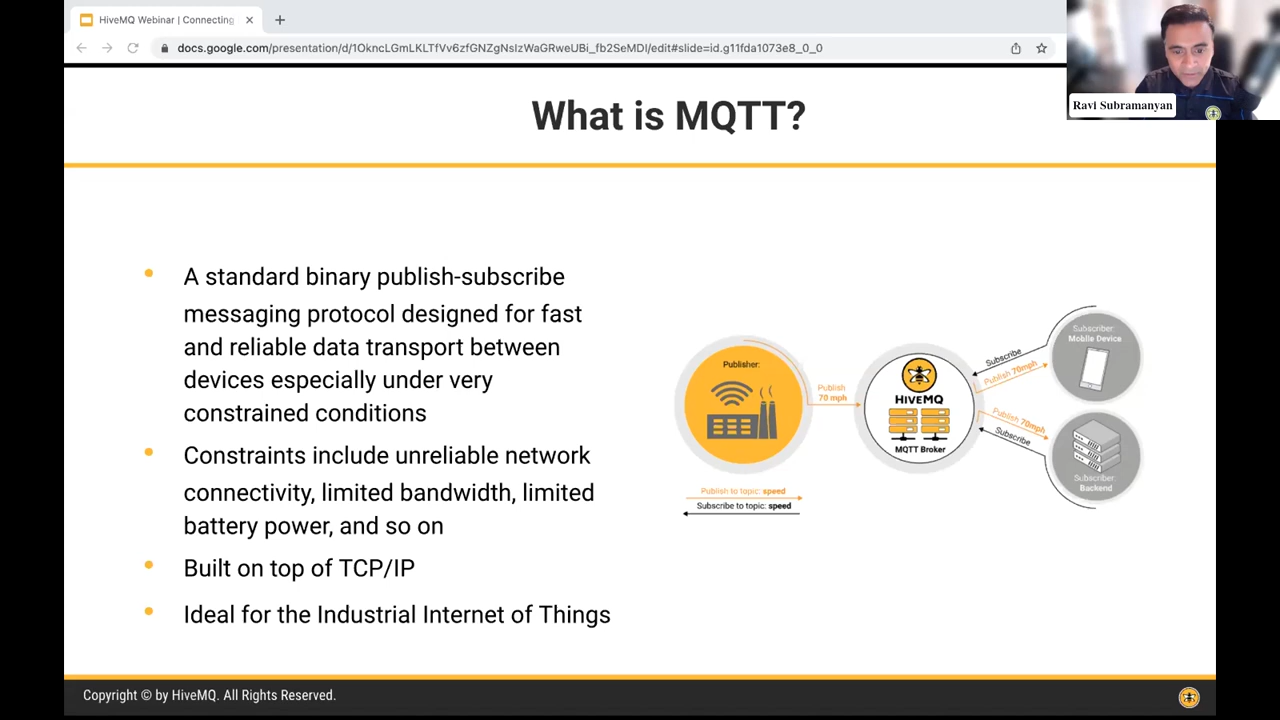 HiveMQ Webinar | Connecting
docs.google.com/presentation/d/1OkncLGmLKLTfVv6zfGNZgNsIzWaGRweUBi_fb2SeMDI/edit#slide=id.g11fda1073e8_0_0
Ravi Subramanyan
What is MQTT?
A standard binary publish-subscribe
messaging protocol designed for fast
and reliable data transport between
devices especially under very
constrained conditions
Constraints include unreliable network
connectivity, limited bandwidth, limited
battery power, and so on
Built on top of TCP/IP
Ideal for the Industrial Internet of Things
Publisher:
Publish
70 mph
HIVEMQ
MQTT Broker
Subscribe
Publish 70mph
Publish 70mph
Subscribe
Subscriber:
Mobile Device
Subscriber:
Backend
Publish to topic: speed
Subscribe to topic: speed
Copyright © by HiveMQ. All Rights Reserved.